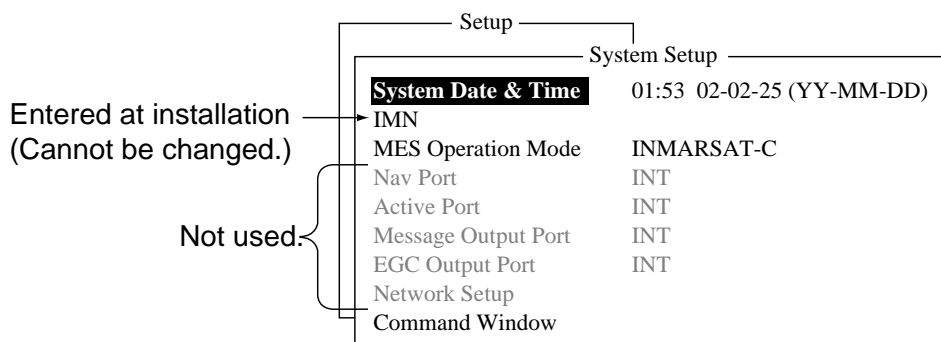 Setup
System Setup
System Date & Time 01:53 02-02-25 (YY-MM-DD)
Entered at installation
(Cannot be changed.)
IMN
MES Operation Mode INMARSAT-C
Nav Port INT
Active Port INT
Not used.
Message Output Port INT
EGC Output Port INT
Network Setup
Command Window